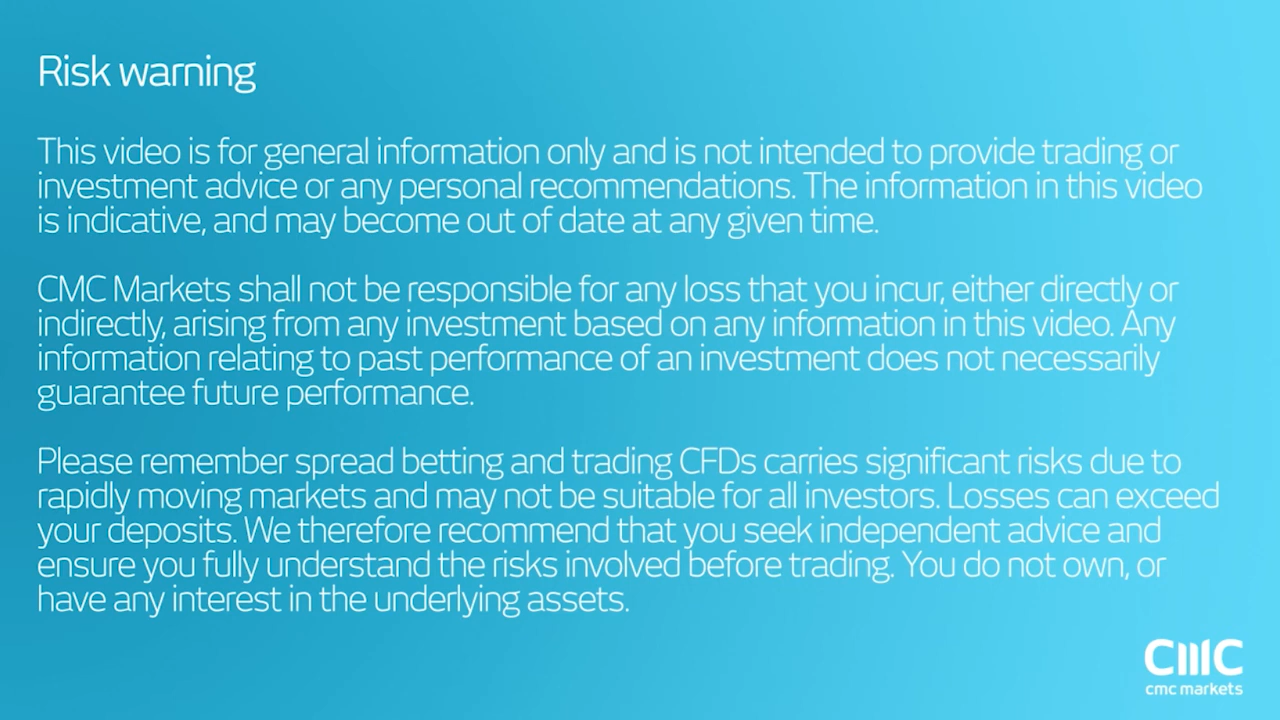 Risk warning
This video is for general information only and is not intended to provide trading or
investment advice or any personal recommendations. The information in this video
is indicative, and may become out of date at any given time.
CMC Markets shall not be responsible for any loss that you incur, either directly or
indirectly, arising from any investment based on any information in this video. Any
information relating to past performance of an investment does not necessarily
guarantee future performance.
Please remember spread betting and trading CFDs carries significant risks due to
rapidly moving markets and may not be suitable for all investors. Losses can exceed
your deposits. We therefore recommend that you seek independent advice and
ensure you fully understand the risks involved before trading. You do not own, or
have any interest in the underlying assets.
CMC
cmc markets